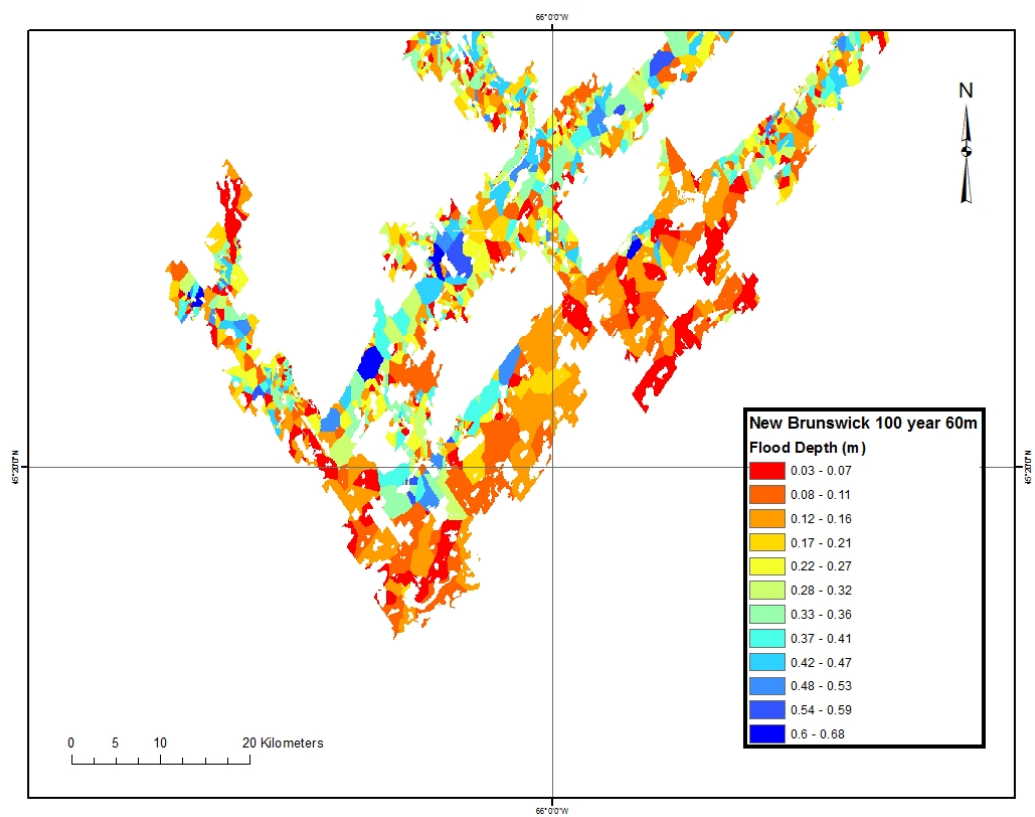 66°0'0"W
N
New Brunswick 100 year 60m
Flood Depth (m)
0.03 - 0.07
0.08 - 0.11
0.12 - 0.16
0.17 - 0.21
0.22 - 0.27
0.28 - 0.32
0.33 - 0.36
0.37 - 0.41
0.42 - 0.47
0.48 - 0.53
0.54 - 0.59
0.6 - 0.68
0 5 10 20 Kilometers
66°0'0"W